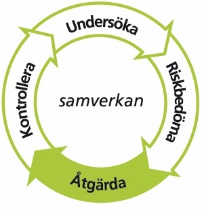 Undersöka
Riskbedöma
Åtgärda
Kontrollera
samverkan